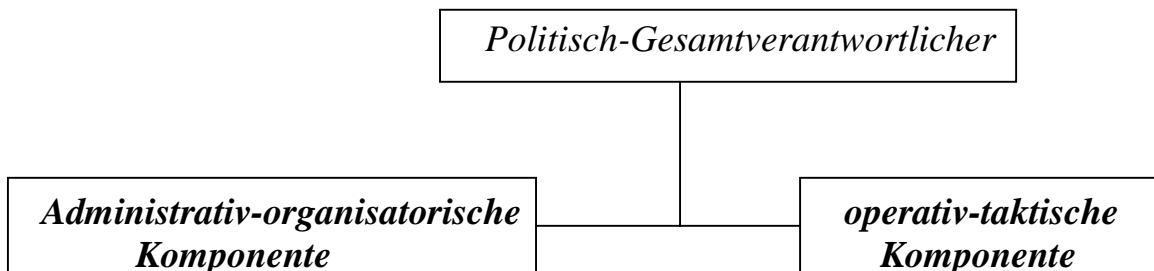 Politisch-Gesamtverantwortlicher
Administrativ-organisatorische
Komponente
operativ-taktische
Komponente